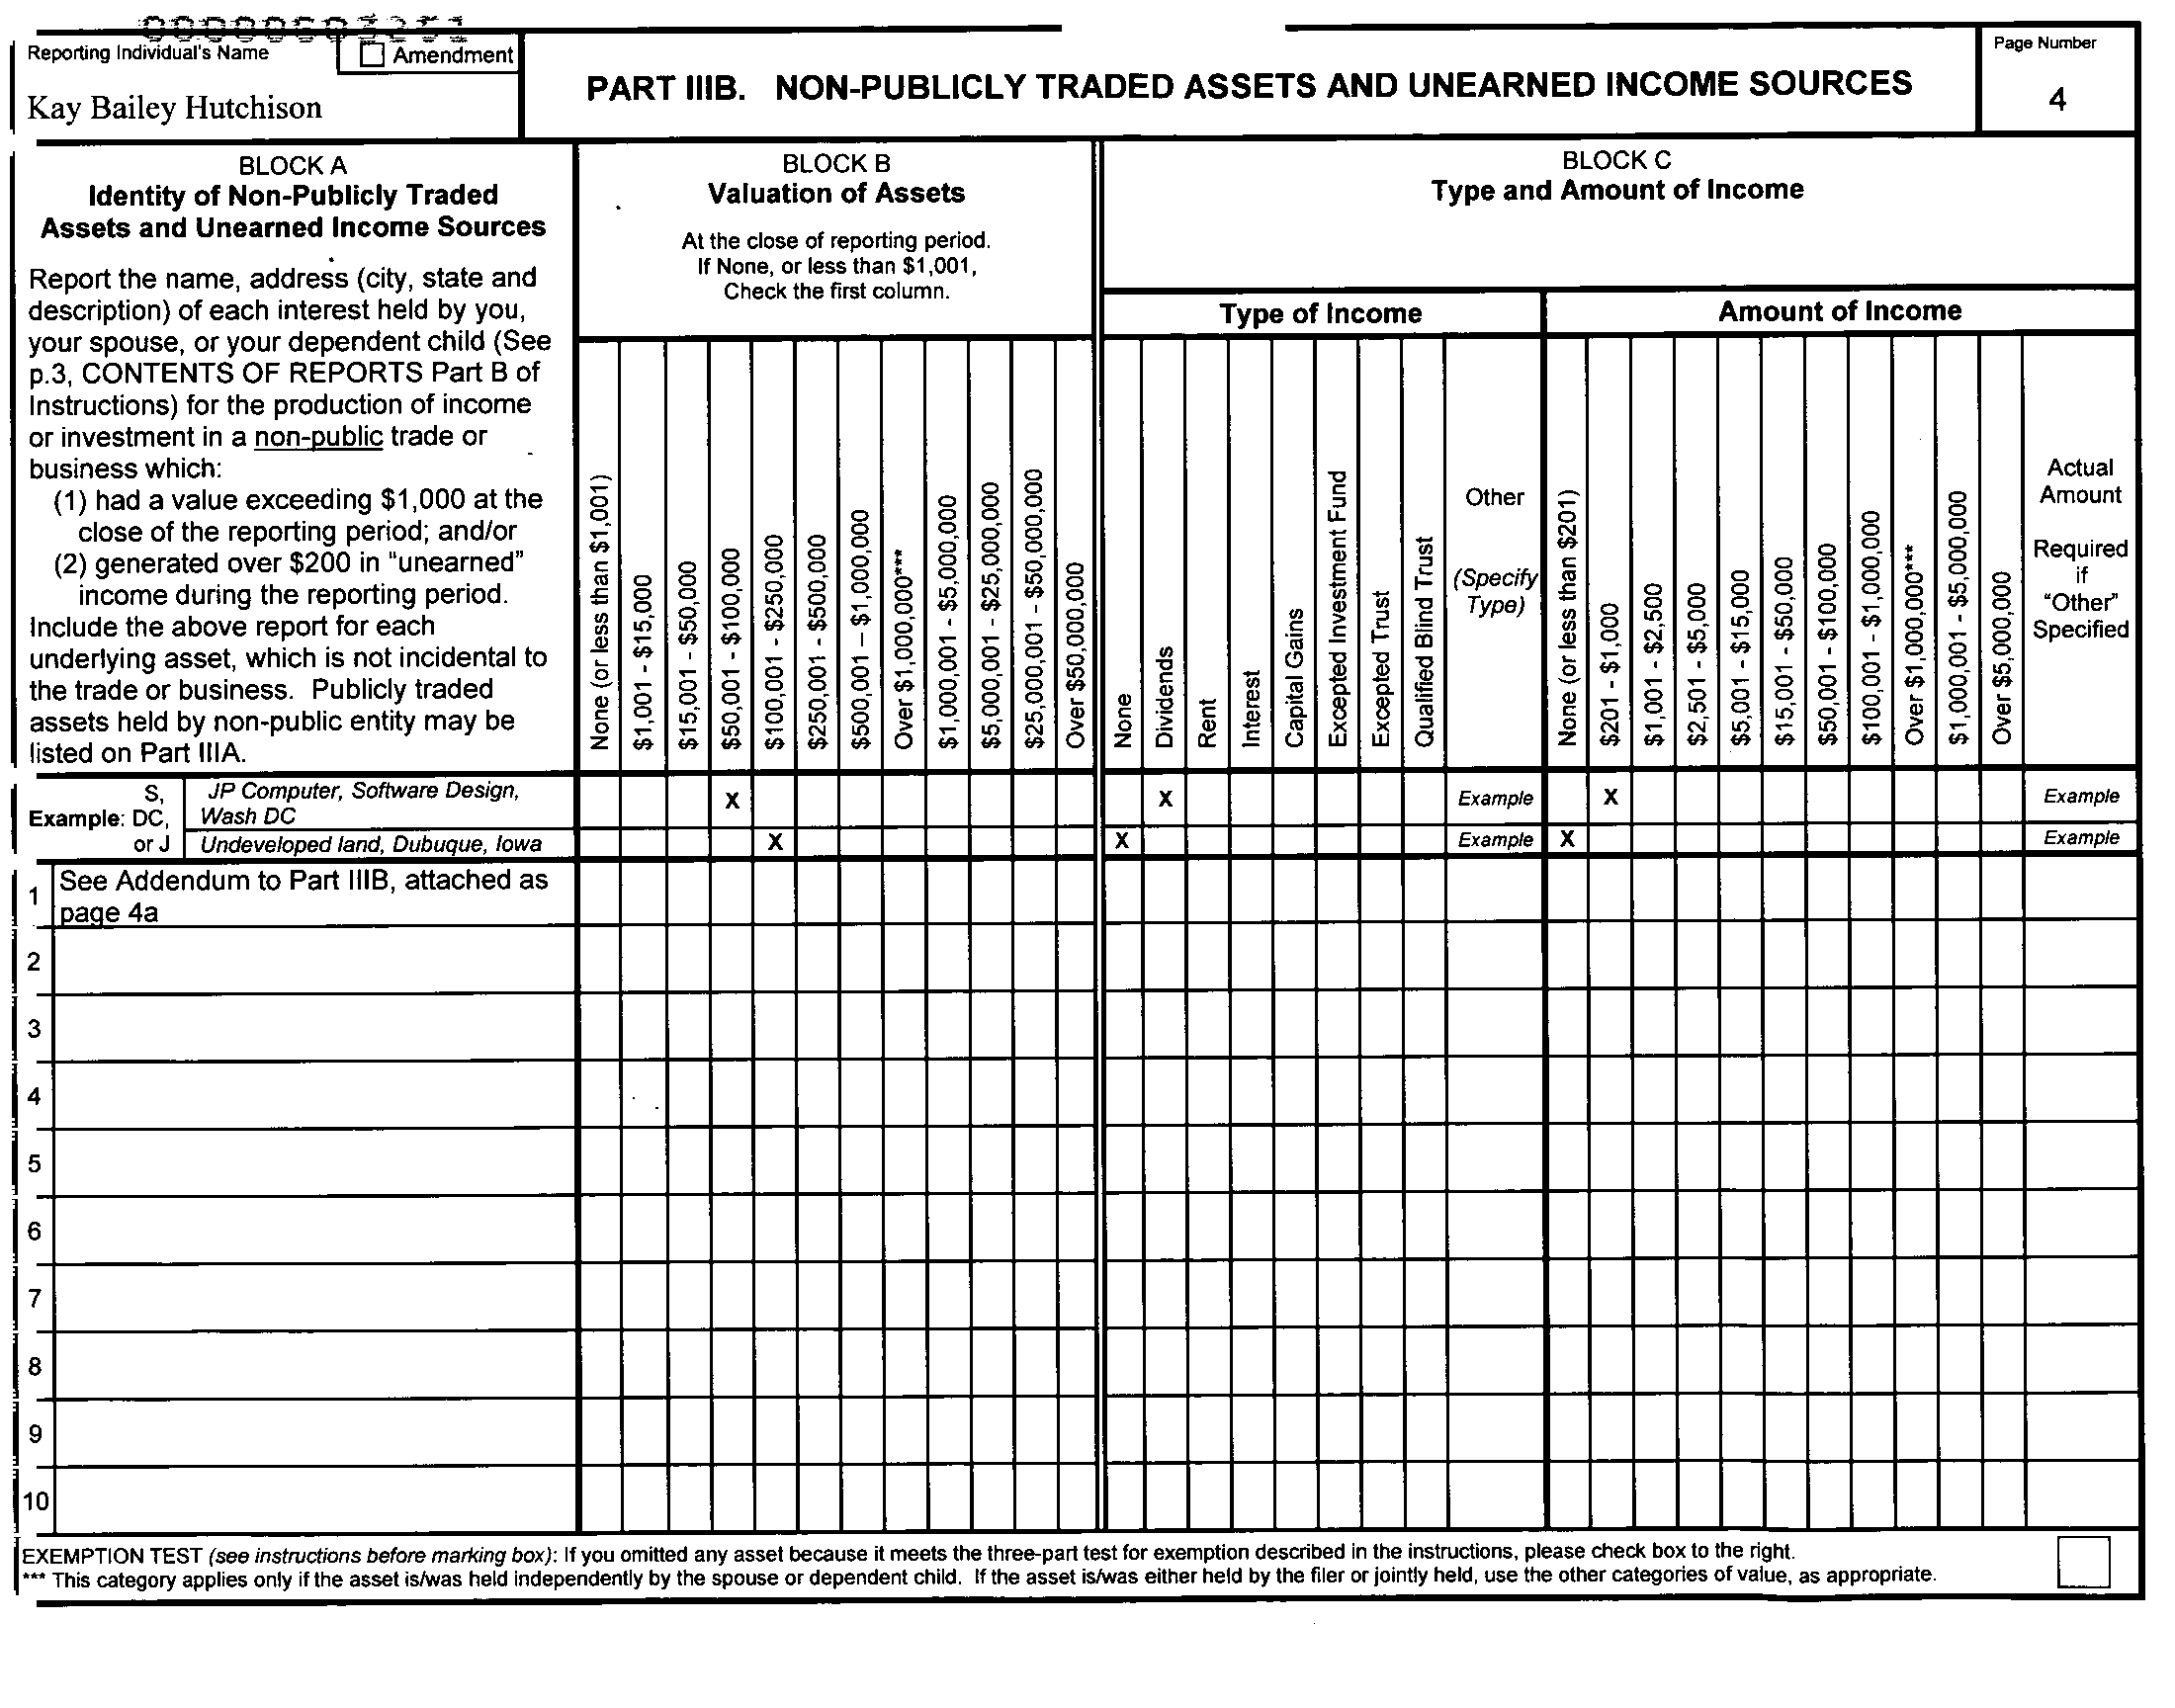 Reporting Individual's Name
Amendment
Kay Bailey Hutchison
PART IIIB. NON-PUBLICLY TRADED ASSETS AND UNEARNED INCOME SOURCES
Page Number
4
BLOCK A
Identity of Non-Publicly Traded
Assets and Unearned Income Sources
Report the name, address (city, state and
description) of each interest held by you,
your spouse, or your dependent child (See
p.3, CONTENTS OF REPORTS Part B of
Instructions) for the production of income
or investment in a non-public trade or
business which:
(1) had a value exceeding $1,000 at the
close of the reporting period; and/or
(2) generated over $200 in "unearned"
income during the reporting period.
Include the above report for each
underlying asset, which is not incidental to
the trade or business. Publicly traded
assets held by non-public entity may be
listed on Part IIIA.
BLOCK B
Valuation of Assets
At the close of reporting period.
If None, or less than $1,001,
Check the first column.
None (or less than $1,001)
$1,001 - $15,000
$15,001 - $50,000
$50,001 - $100,000
$100,001 - $250,000
$250,001 - $500,000
$500,001 – $1,000,000
Over $1,000,000***
$1,000,001 - $5,000,000
$5,000,001 - $25,000,000
$25,000,001 - $50,000,000
Over $50,000,000
BLOCK C
Type and Amount of Income
Type of Income
None
Dividends
Rent
Interest
Capital Gains
Excepted Investment Fund
Excepted Trust
Qualified Blind Trust
Other
(Specify
Type)
Amount of Income
None (or less than $201)
$201 - $1,000
$1,001 - $2,500
$2,501 - $5,000
$5,001 - $15,000
$15,001 - $50,000
$50,001 - $100,000
$100,001 - $1,000,000
Over $1,000,000***
$1,000,001 - $5,000,000
Over $5,000,000
Actual
Amount
Required
if
"Other"
Specified
Example: S, DC, or J
JP Computer, Software Design,
Wash DC
X X Example X Example
Undeveloped land, Dubuque, Iowa X X Example X Example
1 See Addendum to Part IIIB, attached as
page 4a
2
3
4
5
6
7
8
9
10
EXEMPTION TEST (see instructions before marking box): If you omitted any asset because it meets the three-part test for exemption described in the instructions, please check box to the right.
*** This category applies only if the asset is/was held independently by the spouse or dependent child. If the asset is/was either held by the filer or jointly held, use the other categories of value, as appropriate.